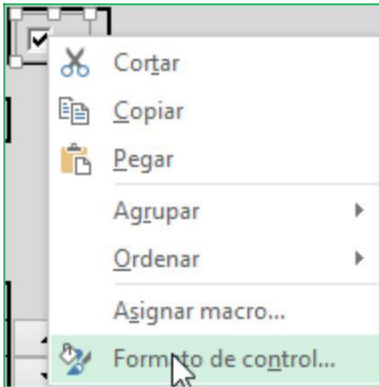 Cortar
Copiar
Pegar
Agrupar
Ordenar
Asignar macro...
Formato de control...